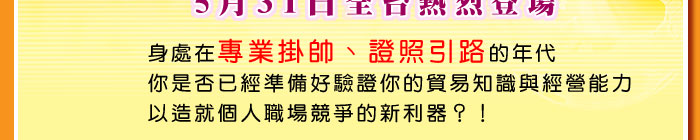 5月31日全台熱烈登場
身處在專業掛帥、證照引路的年代
你是否已經準備好驗證你的貿易知識與經營能力
以造就個人職場競爭的新利器？！